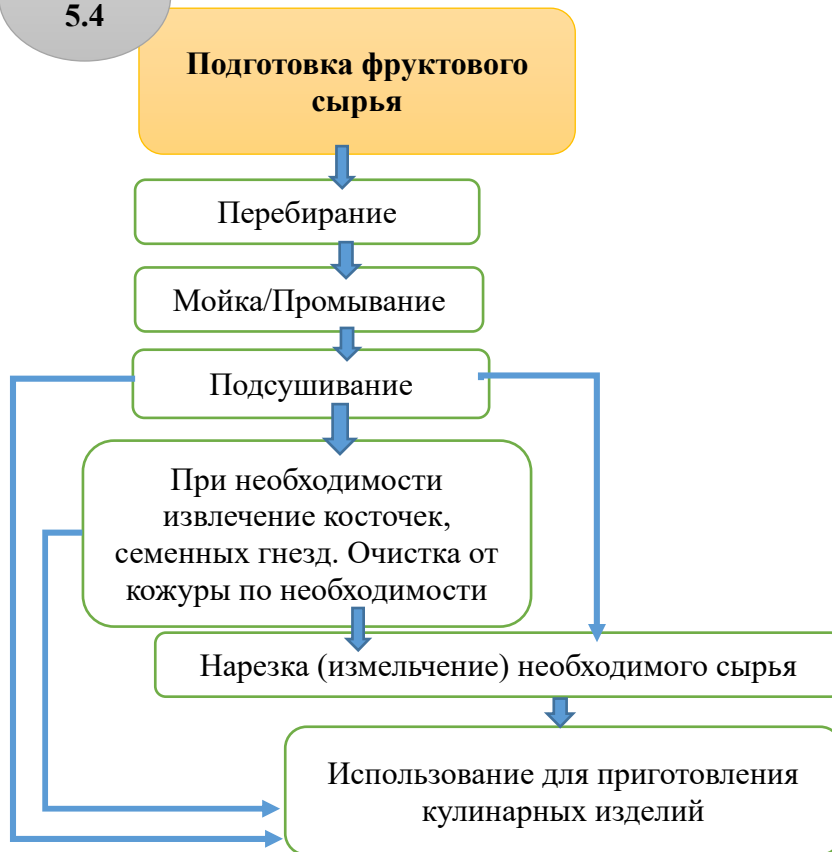 5.4
Подготовка фруктового
сырья
Перебирание
Мойка/Промывание
Подсушивание
При необходимости
извлечение косточек,
семенных гнезд. Очистка от
кожуры по необходимости
Нарезка (измельчение) необходимого сырья
Использование для приготовления
кулинарных изделий